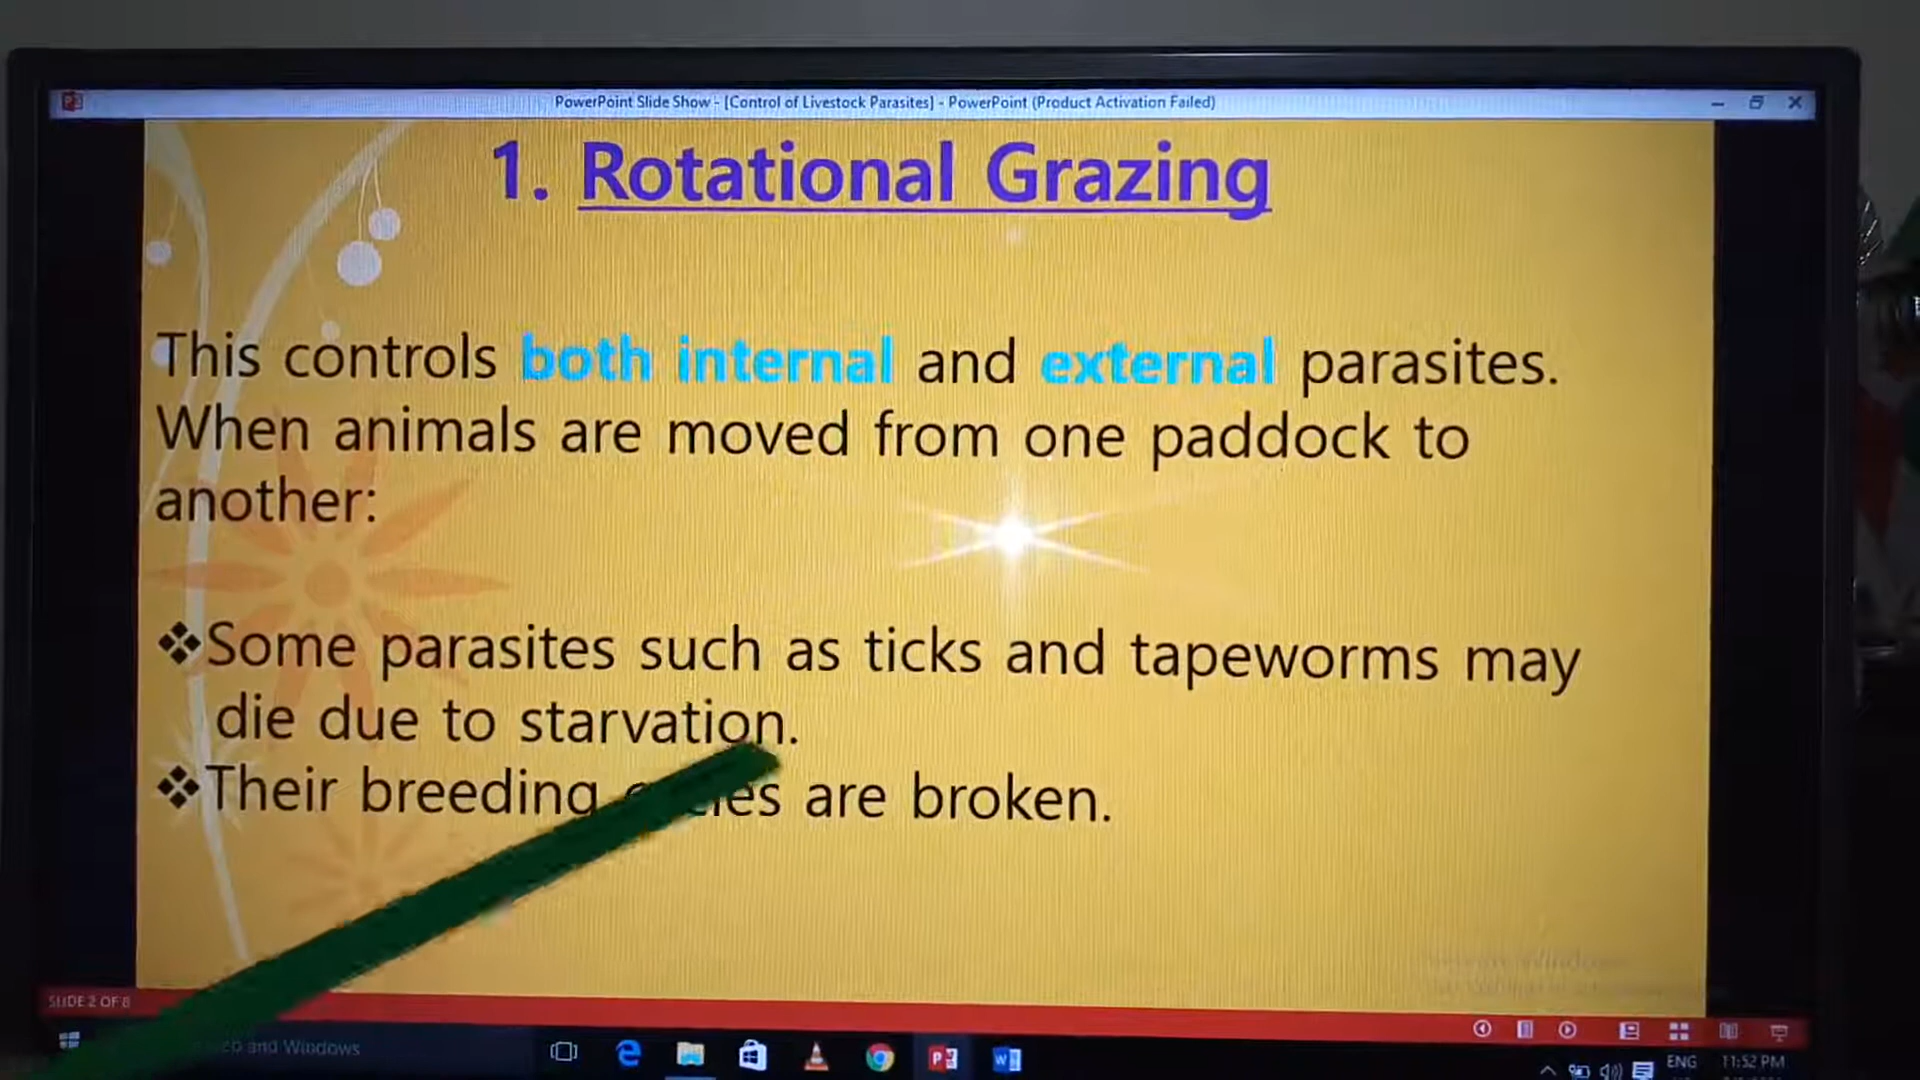 PowerPoint Slide Show - [Control of Livestock Parasites] - PowerPoint (Product Activation Failed)
1. Rotational Grazing
This controls both internal and external parasites.
When animals are moved from one paddock to
another:
❖Some parasites such as ticks and tapeworms may
die due to starvation.
❖Their breeding are broken.
SLIDE 2 OF 8
and Windows
ENG
11:52 PM